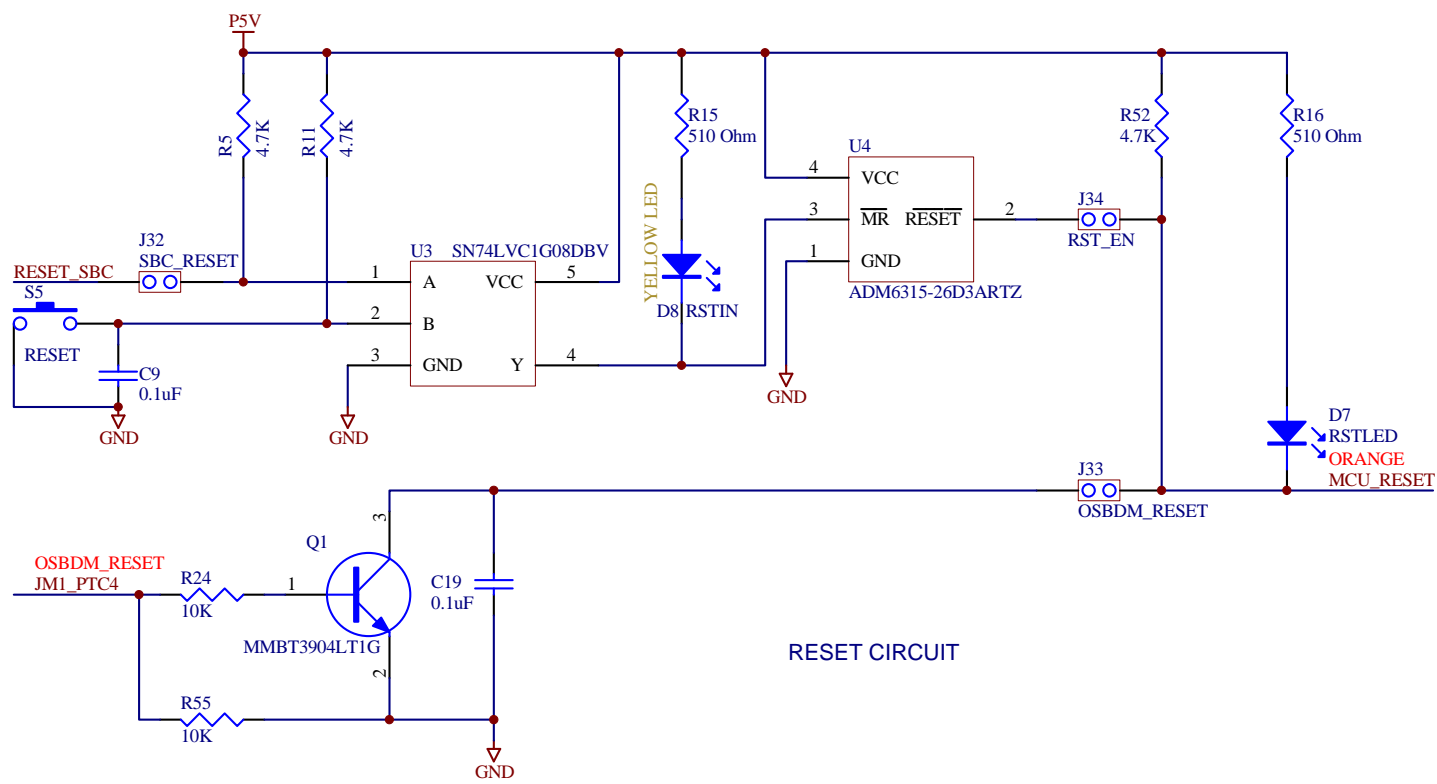 P5V
R5
4.7K
R11
4.7K
R15
510 Ohm
R52
4.7K
R16
510 Ohm
YELLOW LED
U4
4
VCC
3
MR
RESET
2
1
GND
ADM6315-26D3ARTZ
J34
RST_EN
J32
SBC_RESET
RESET_SBC
S5
RESET
C9
0.1uF
GND
U3
SN74LVC1G08DBV
1
A
VCC
5
2
B
3
GND
Y
4
GND
D8 RSTIN
GND
D7
RSTLED
ORANGE
MCU_RESET
J33
OSBDM_RESET
OSBDM_RESET
JM1_PTC4
R24
10K
1
Q1
3
2
MMBT3904LT1G
C19
0.1uF
R55
10K
GND
RESET CIRCUIT